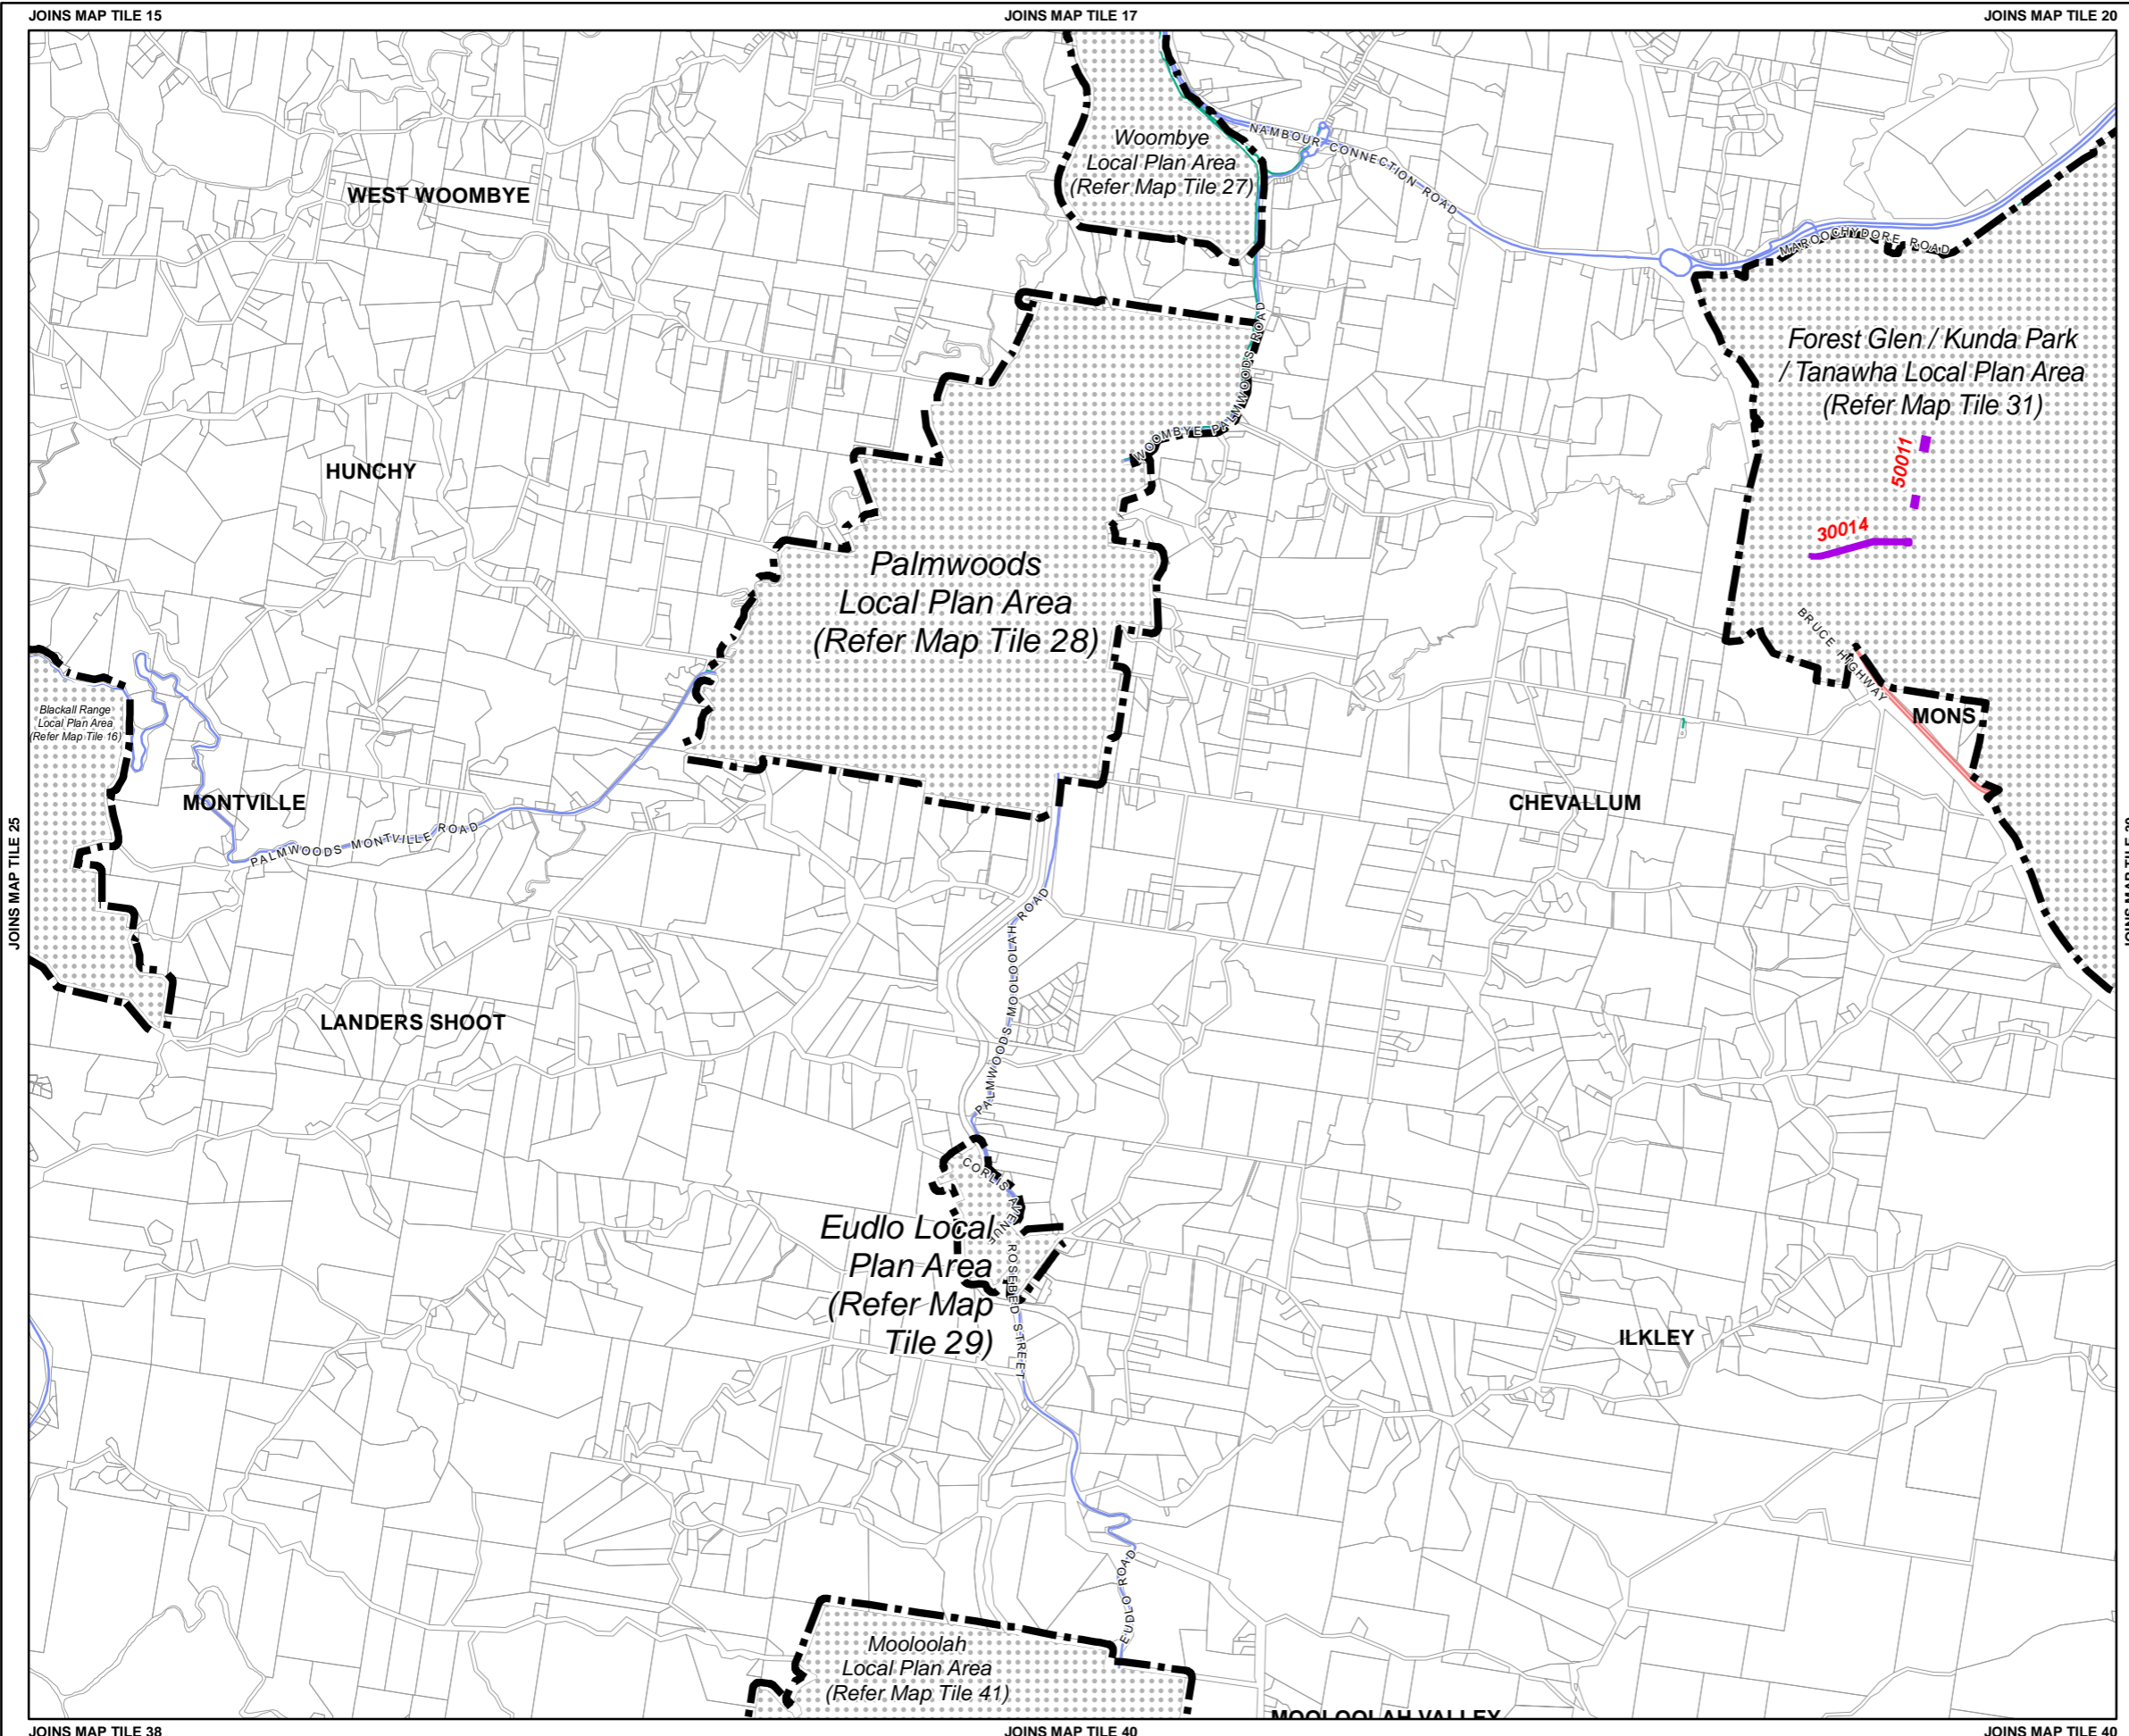 JOINS MAP TILE 15
JOINS MAP TILE 17
JOINS MAP TILE 20
Woombye
Local Plan Area
(Refer Map Tile 27)
NAMBOUR CONNECTION ROAD
WEST WOOMBYE
MAROOCHYDORE ROAD
Forest Glen / Kunda Park
/ Tanawha Local Plan Area
(Refer Map Tile 31)
WOOMBYE PALMWOODS ROAD
HUNCHY
50011
30014
Palmwoods
Local Plan Area
(Refer Map Tile 28)
BRUCE HIGHWAY
Blackall Range
Local Plan Area
(Refer Map Tile 16)
MONS
MONTVILLE
CHEVALLUM
PALMWOODS MONTVILLE ROAD
JOINS MAP TILE 25
PALMWOODS MOOLOOLAH ROAD
LANDERS SHOOT
CORLIS AVENUE
Eudlo Local
Plan Area
(Refer Map
Tile 29)
ROSEBED STREET
ILKLEY
EUDLO ROAD
Mooloolah
Local Plan Area
(Refer Map Tile 41)
MOOLOOLAH VALLEY
JOINS MAP TILE 38
JOINS MAP TILE 40
JOINS MAP TILE 40